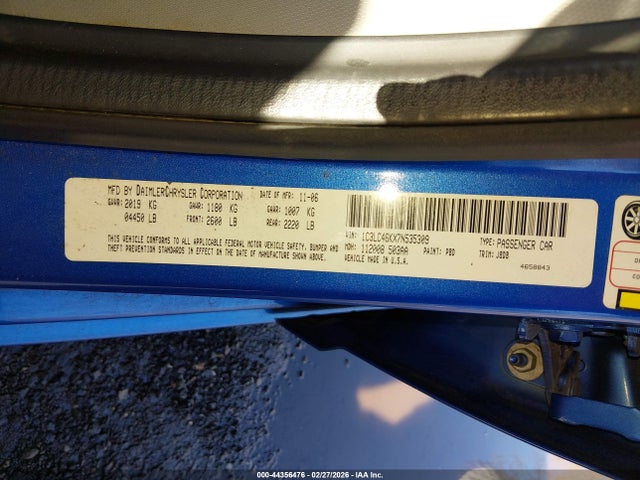 MFD BY DAIMLERCHRYSLER CORPORATION DATE OF MFR: 11-06
GVWR: 2019 KG GAWR: 1180 KG GAWR: 1007 KG
04450 LB FRONT: 2600 LB REAR: 2220 LB
THIS VEHICLE CONFORMS TO ALL APPLICABLE FEDERAL MOTOR VEHICLE SAFETY, BUMPER AND
THEFT PREVENTION STANDARDS IN EFFECT ON THE DATE OF MANUFACTURE SHOWN ABOVE.
VIN: 1C3LC46KX7N535309 TYPE: PASSENGER CAR
MDH: 112008 503AA PAINT: PBD TRIM: J8DB
VEHICLE MADE IN U.S.A. 4658043
000-44356476 - 02/27/2026 - IAA Inc.